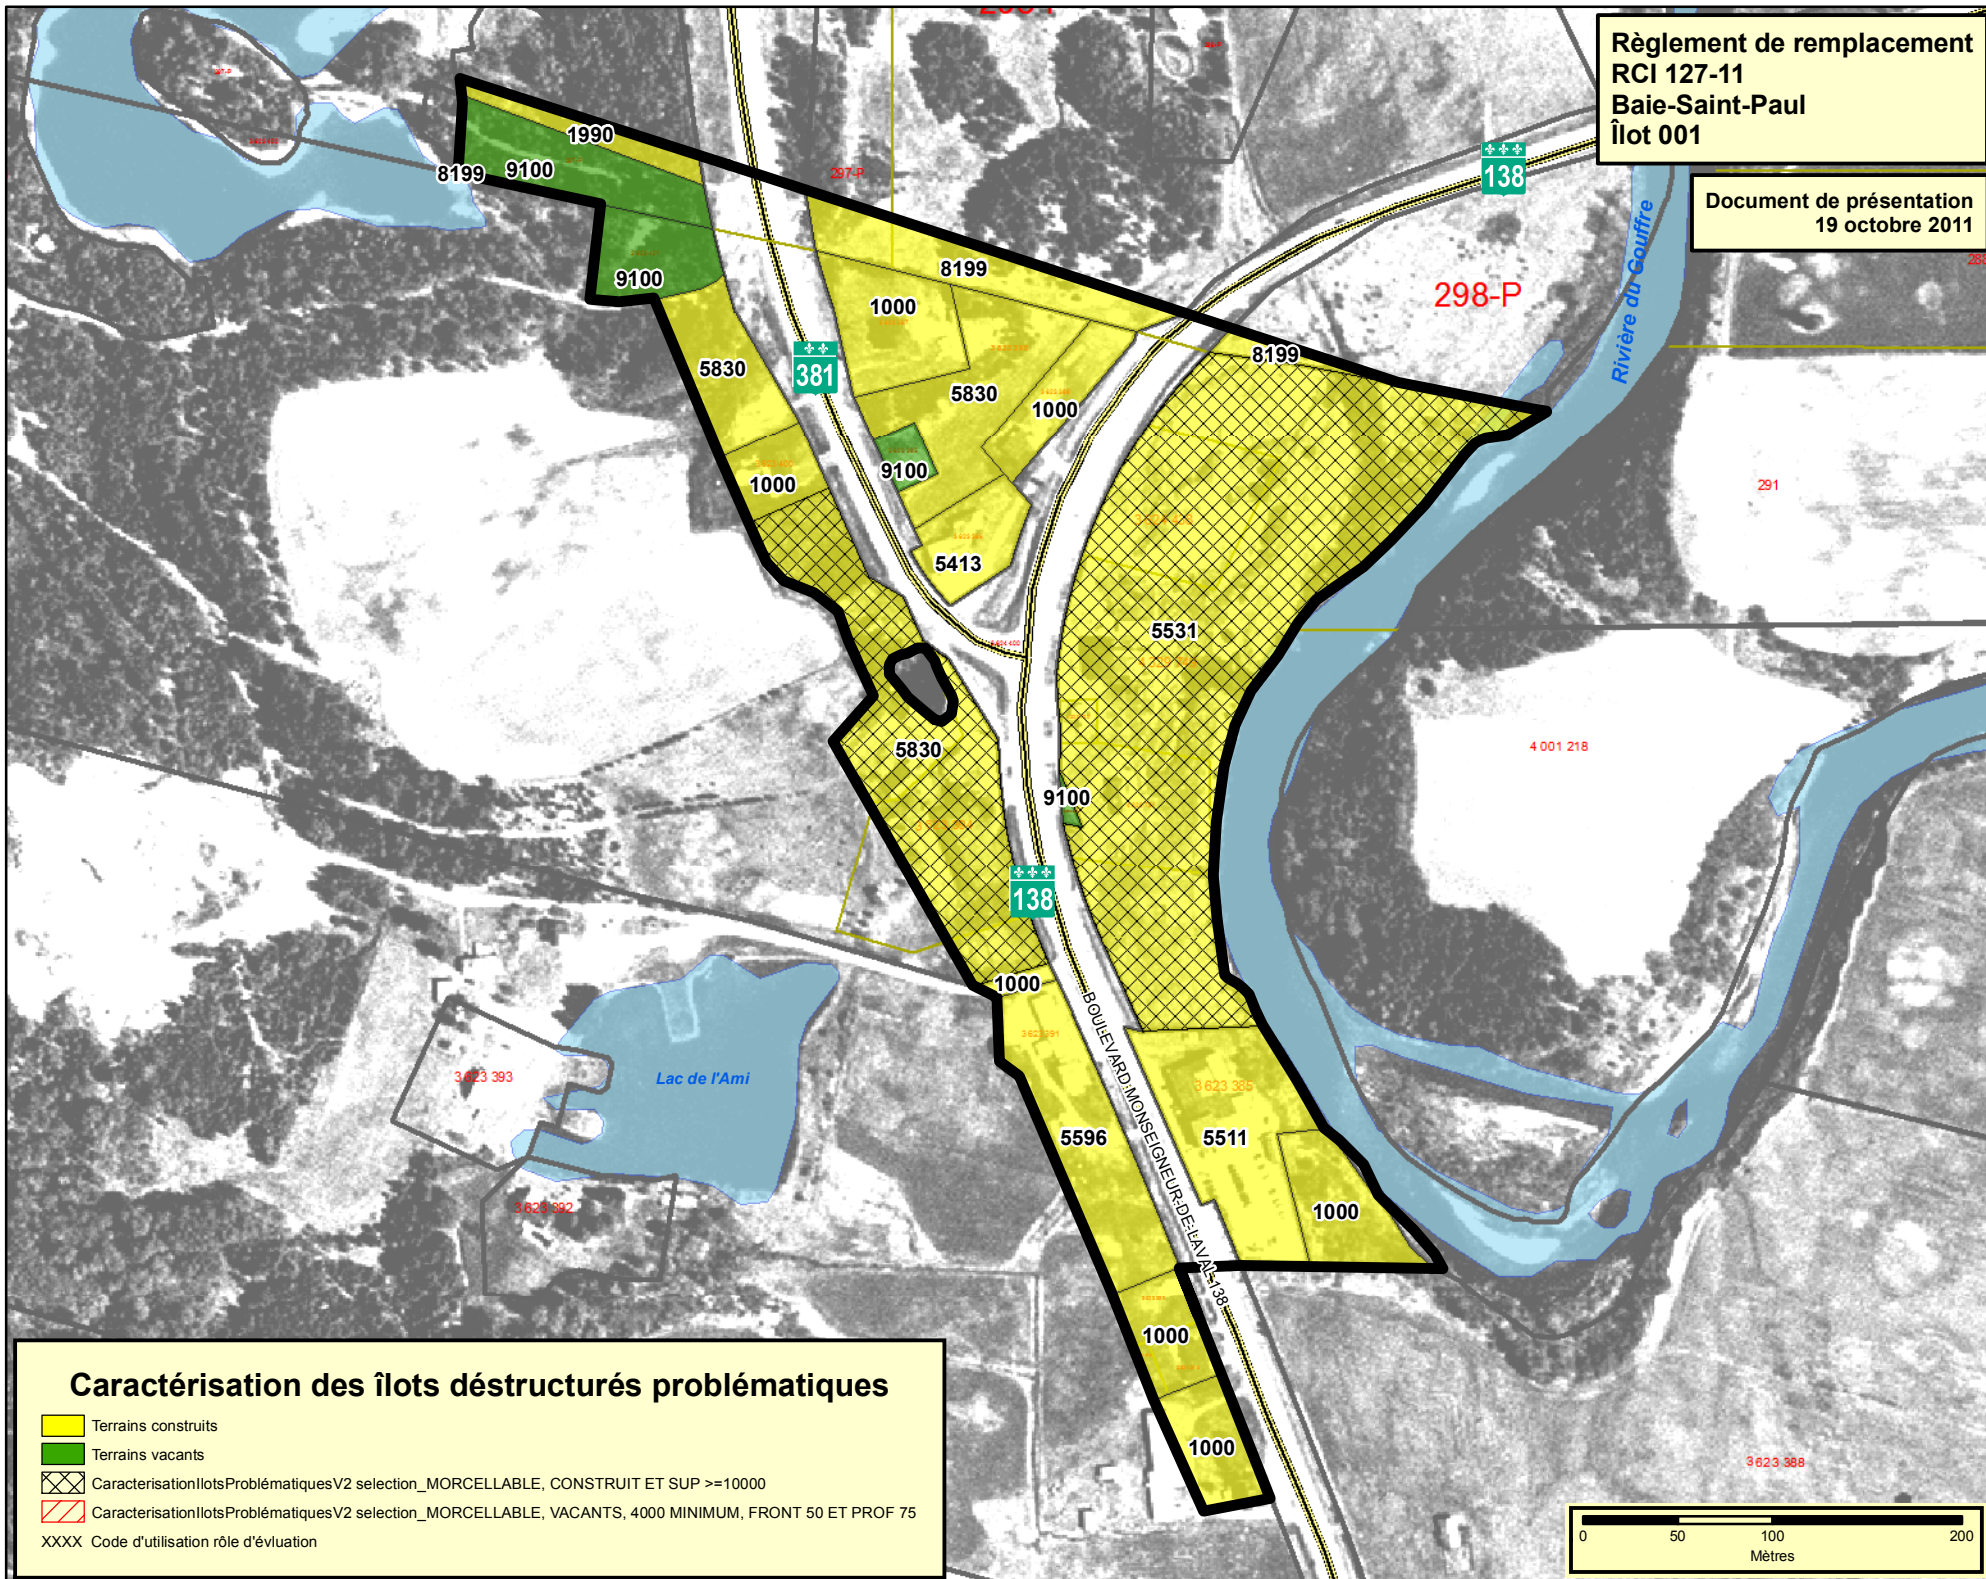 Règlement de remplacement
RCI 127-11
Baie-Saint-Paul
Îlot 001
Document de présentation
19 octobre 2011
138
297-P
298-P
Rivière du Gouffre
1990
9100
8199
9100
8199
1000
8199
5830
381
5830
1000
9100
1000
291
5413
5531
4 001 218
5830
9100
138
1000
3 623 391
BOULEVARD-MONSEIGNEUR-DE-LAVAL-138
3 623 393
Lac de l'Ami
3 623 385
5596
5511
3 623 392
1000
1000
1000
3 623 388
Caractérisation des îlots déstructurés problématiques
Terrains construits
Terrains vacants
CaracterisationIlotsProblématiquesV2 selection_MORCELLABLE, CONSTRUIT ET SUP >=10000
CaracterisationIlotsProblématiquesV2 selection_MORCELLABLE, VACANTS, 4000 MINIMUM, FRONT 50 ET PROF 75
XXXX Code d'utilisation rôle d'évluation
0 50 100 200
Mètres